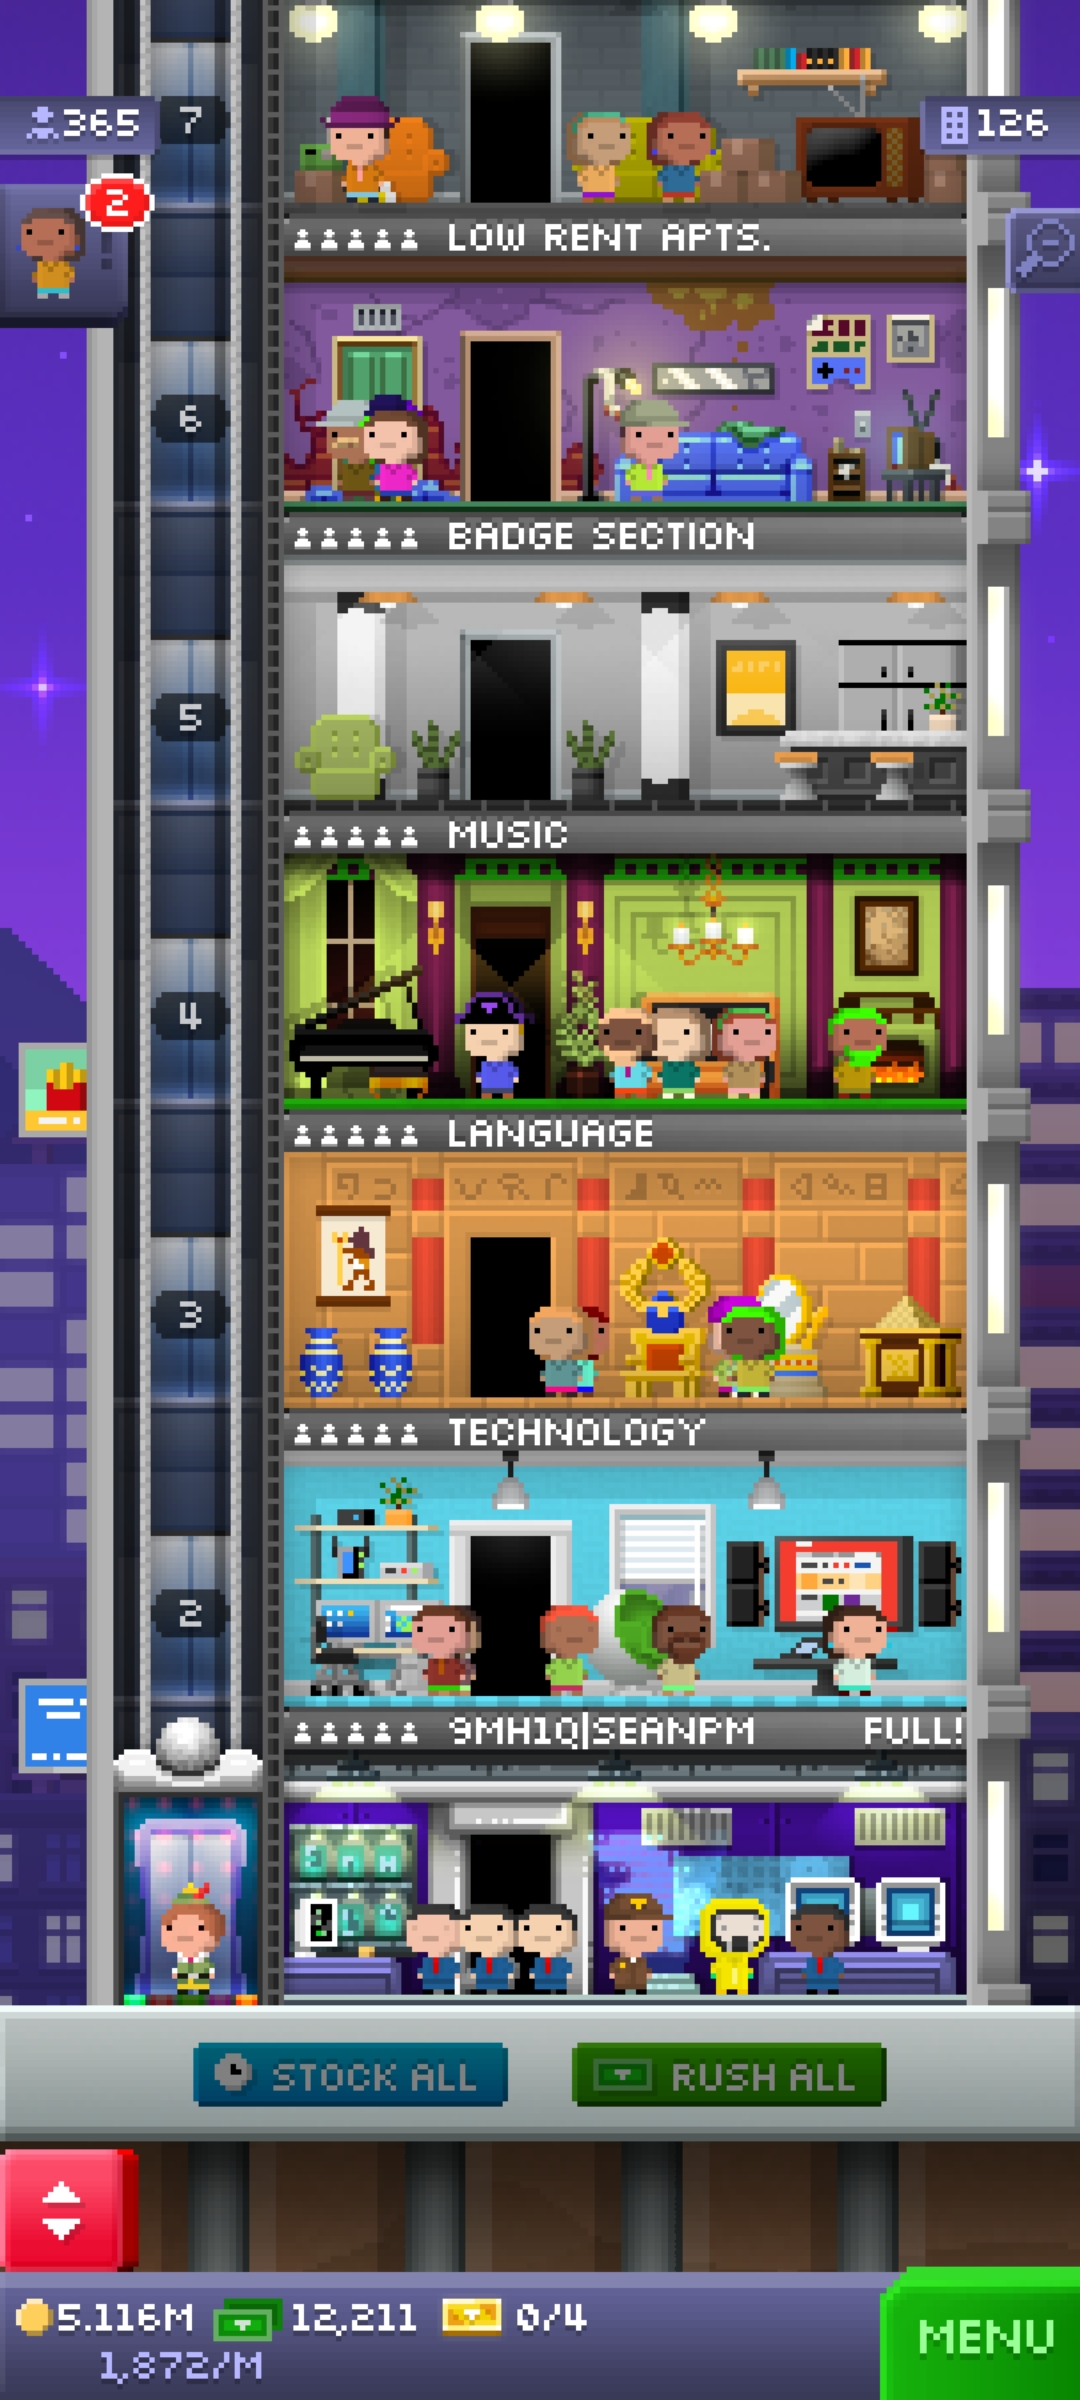 365
7
126
2
LOW RENT APTS.
6
BADGE SECTION
5
MUSIC
4
LANGUAGE
3
TECHNOLOGY
2
9MH1Q|SEANPM FULL!
STOCK ALL
RUSH ALL
5.116M 12,211 0/4
1,872/M
MENU